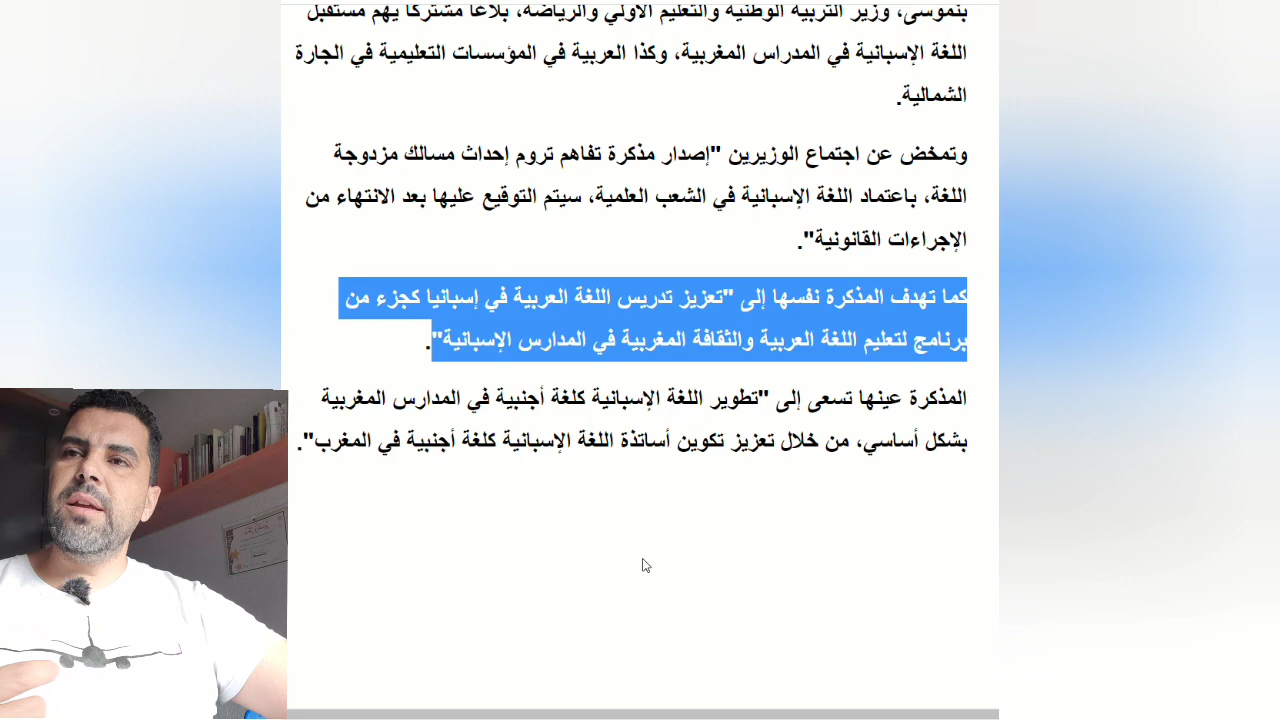 بنموسى، وزير التربية الوطنية والتعليم الأولي والرياضة، بلاغا مشتركا يهم مستقبل
اللغة الإسبانية في المدراس المغربية، وكذا العربية في المؤسسات التعليمية في الجارة
الشمالية.
وتمخض عن اجتماع الوزيرين "إصدار مذكرة تفاهم تروم إحداث مسالك مزدوجة
اللغة، باعتماد اللغة الإسبانية في الشعب العلمية، سيتم التوقيع عليها بعد الانتهاء من
الإجراءات القانونية".
كما تهدف المذكرة نفسها إلى "تعزيز تدريس اللغة العربية في إسبانيا كجزء من
برنامج لتعليم اللغة العربية والثقافة المغربية في المدارس الإسبانية".
المذكرة عينها تسعى إلى "تطوير اللغة الإسبانية كلغة أجنبية في المدارس المغربية
بشكل أساسي، من خلال تعزيز تكوين أساتذة اللغة الإسبانية كلغة أجنبية في المغرب".